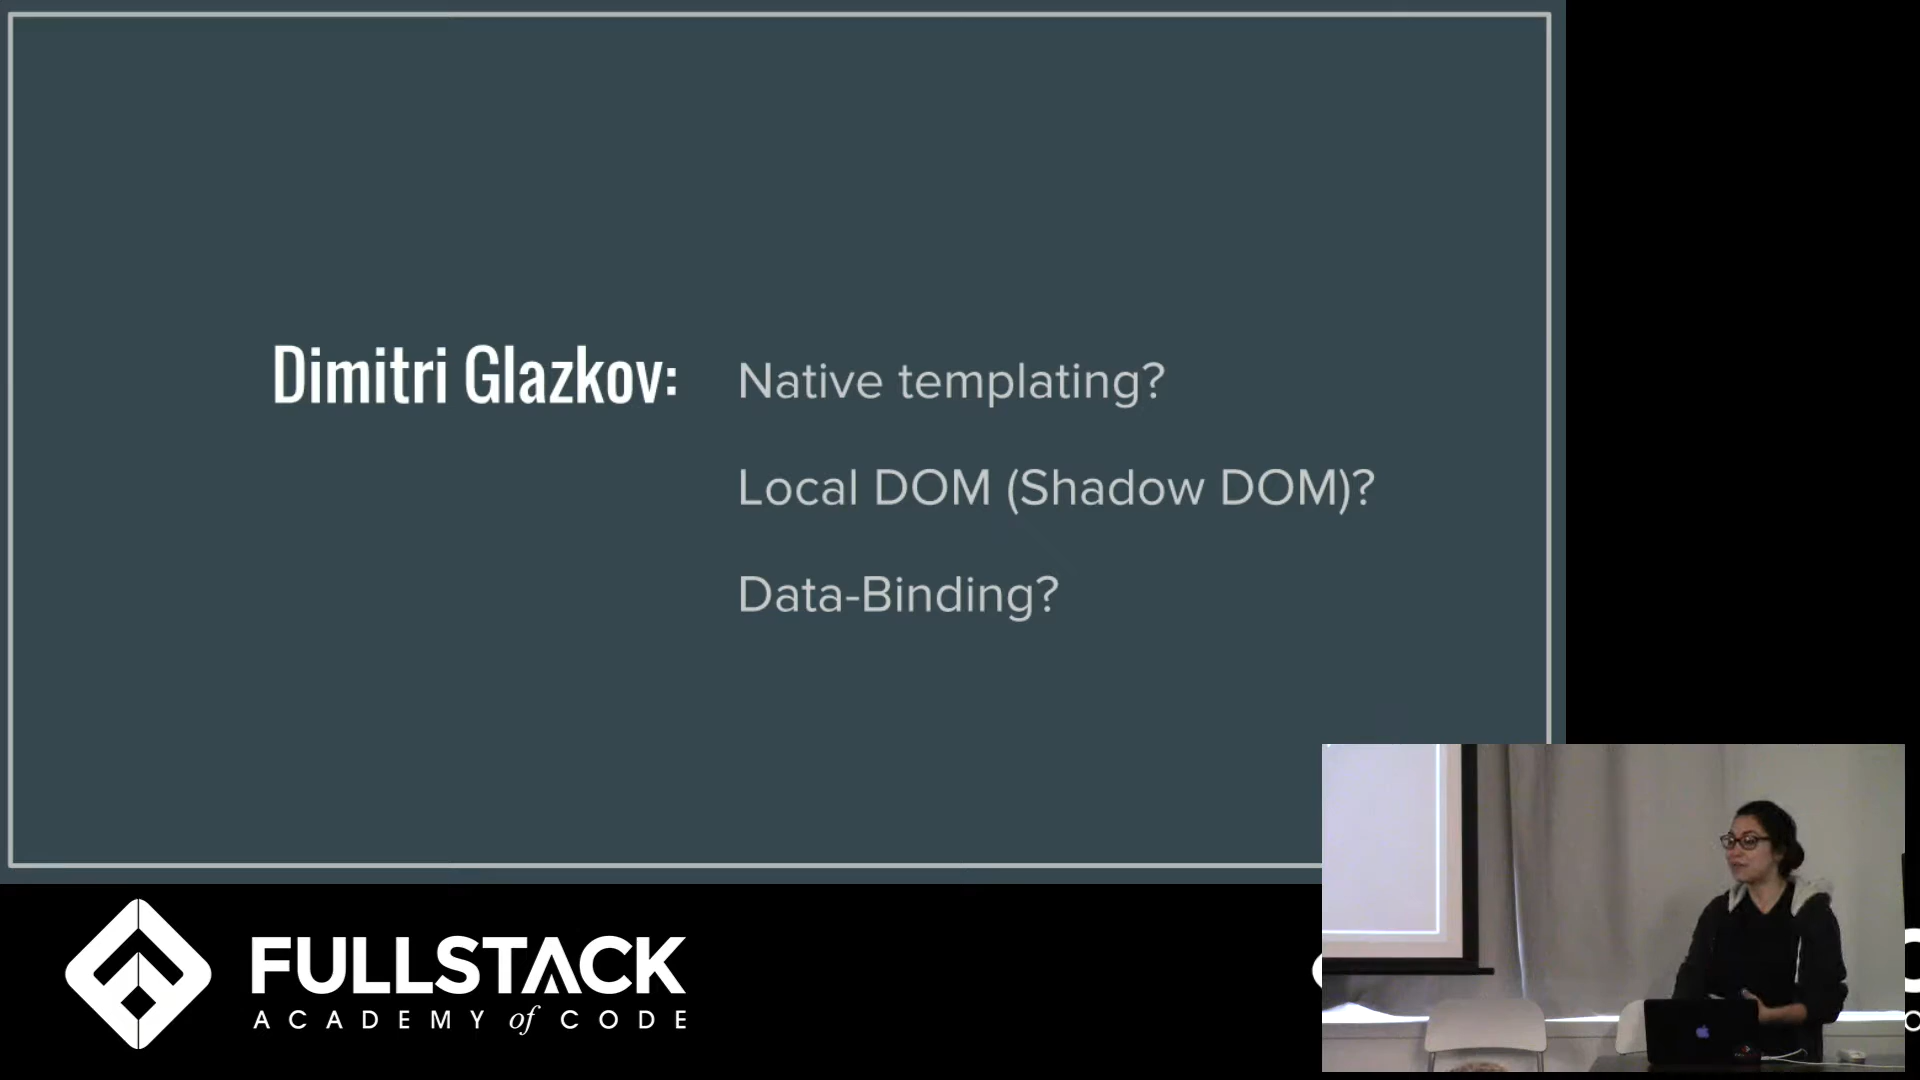 Dimitri Glazkov:
Native templating?
Local DOM (Shadow DOM)?
Data-Binding?
FULLSTACK
ACADEMY of CODE